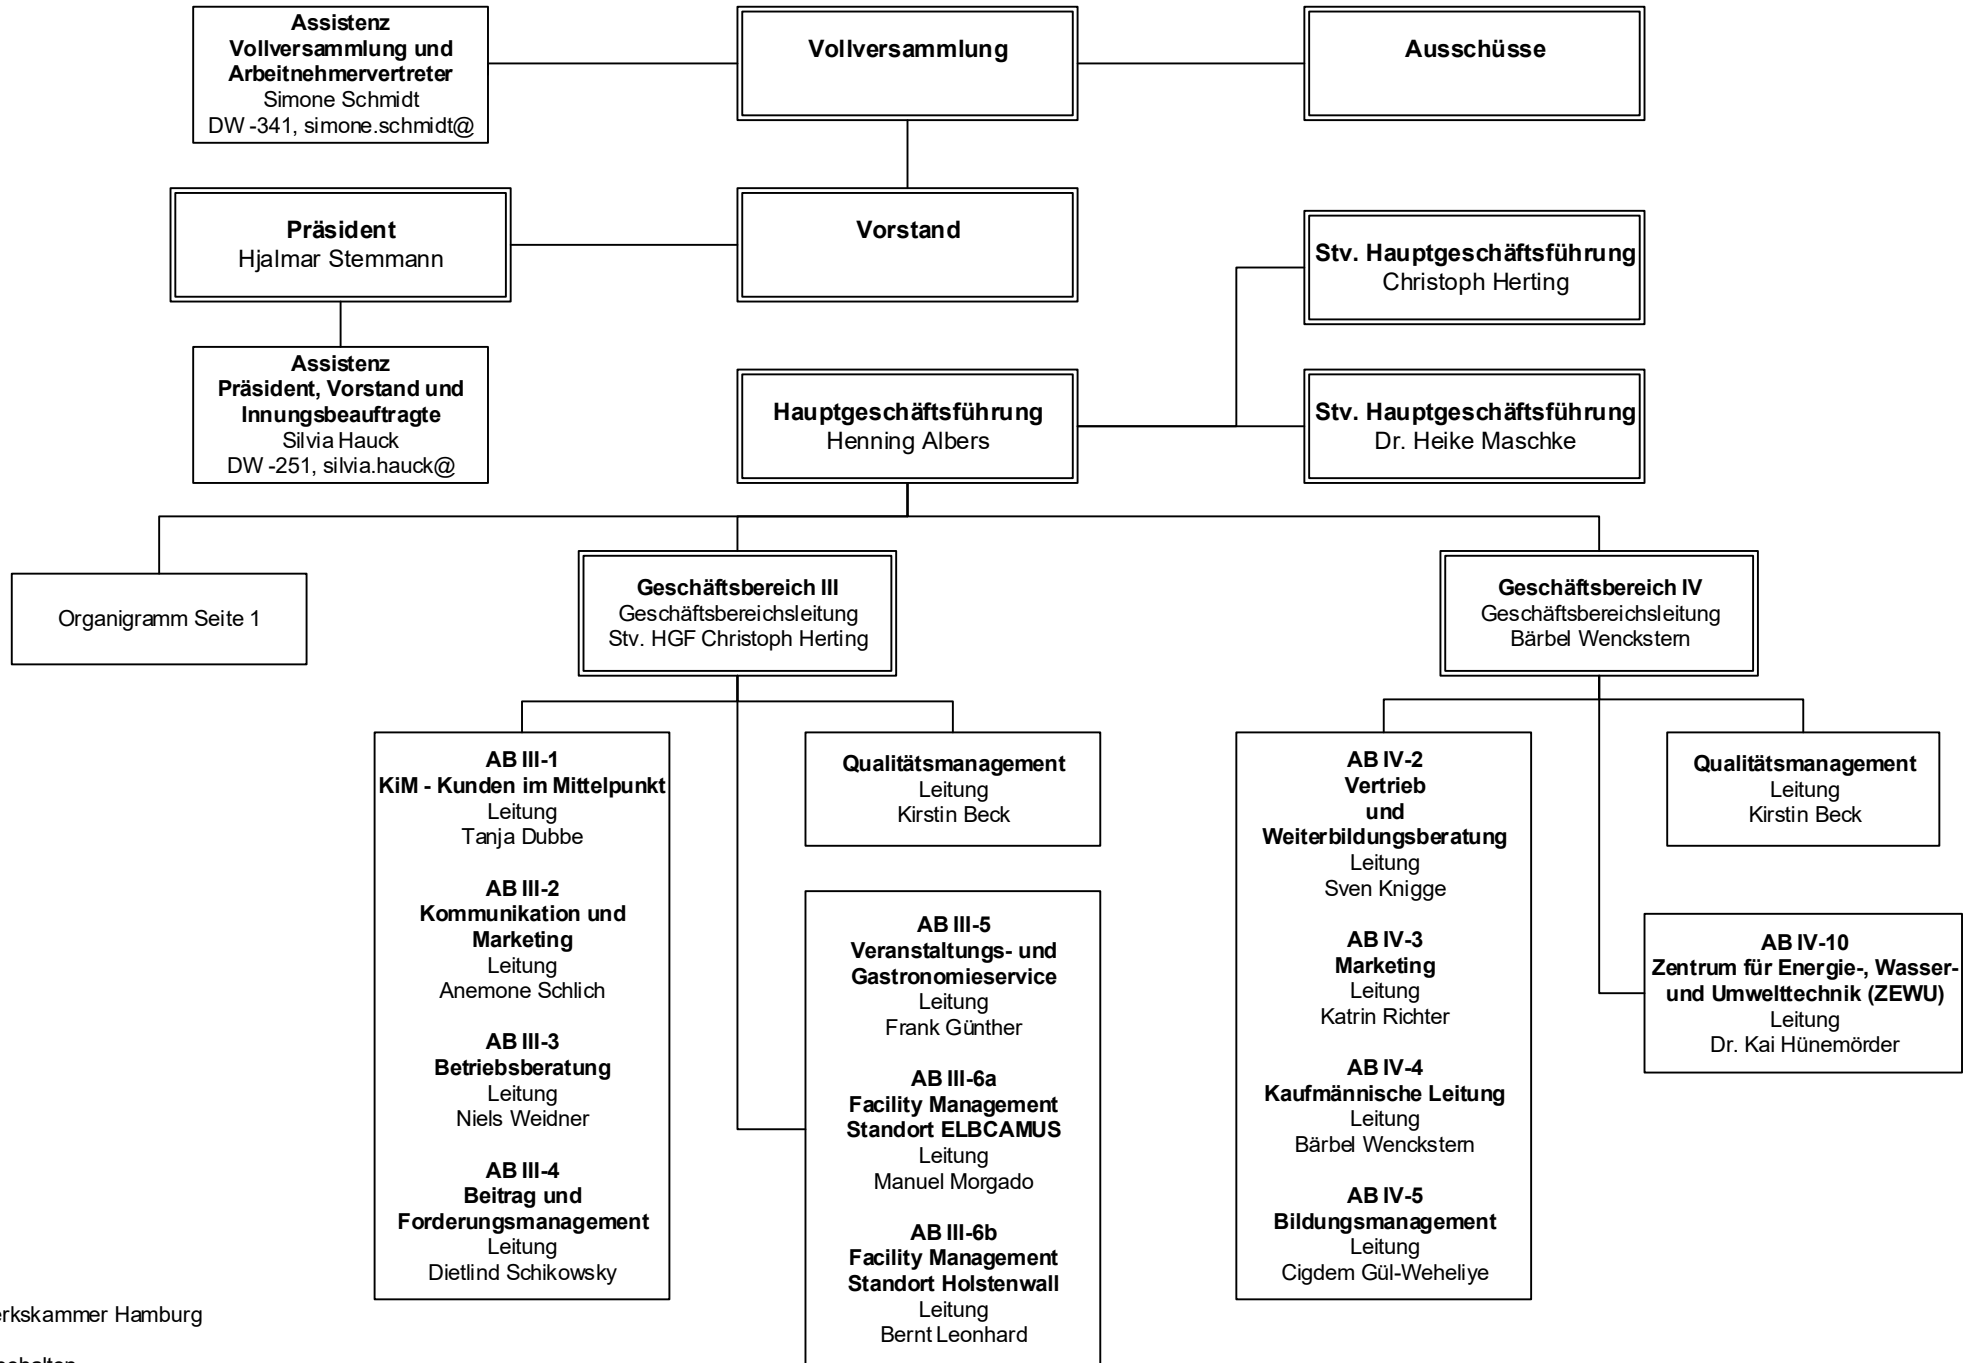 Assistenz
Vollversammlung und
Arbeitnehmervertreter
Simone Schmidt
DW -341, simone.schmidt@
Vollversammlung
Ausschüsse
Präsident
Hjalmar Stemmann
Vorstand
Stv. Hauptgeschäftsführung
Christoph Herting
Assistenz
Präsident, Vorstand und
Innungsbeauftragte
Silvia Hauck
DW -251, silvia.hauck@
Hauptgeschäftsführung
Henning Albers
Stv. Hauptgeschäftsführung
Dr. Heike Maschke
Organigramm Seite 1
Geschäftsbereich III
Geschäftsbereichsleitung
Stv. HGF Christoph Herting
Geschäftsbereich IV
Geschäftsbereichsleitung
Bärbel Wenckstern
AB III-1
KiM - Kunden im Mittelpunkt
Leitung
Tanja Dubbe
AB III-2
Kommunikation und
Marketing
Leitung
Anemone Schlich
AB III-3
Betriebsberatung
Leitung
Niels Weidner
AB III-4
Beitrag und
Forderungsmanagement
Leitung
Dietlind Schikowsky
Qualitätsmanagement
Leitung
Kirstin Beck
AB III-5
Veranstaltungs- und
Gastronomieservice
Leitung
Frank Günther
AB III-6a
Facility Management
Standort ELBCAMUS
Leitung
Manuel Morgado
AB III-6b
Facility Management
Standort Holstenwall
Leitung
Bernt Leonhard
AB IV-2
Vertrieb
und
Weiterbildungsberatung
Leitung
Sven Knigge
AB IV-3
Marketing
Leitung
Katrin Richter
AB IV-4
Kaufmännische Leitung
Leitung
Bärbel Wenckstern
AB IV-5
Bildungsmanagement
Leitung
Cigdem Gül-Weheliye
Qualitätsmanagement
Leitung
Kirstin Beck
AB IV-10
Zentrum für Energie-, Wasser-
und Umwelttechnik (ZEWU)
Leitung
Dr. Kai Hünemörder
erkskammer Hamburg